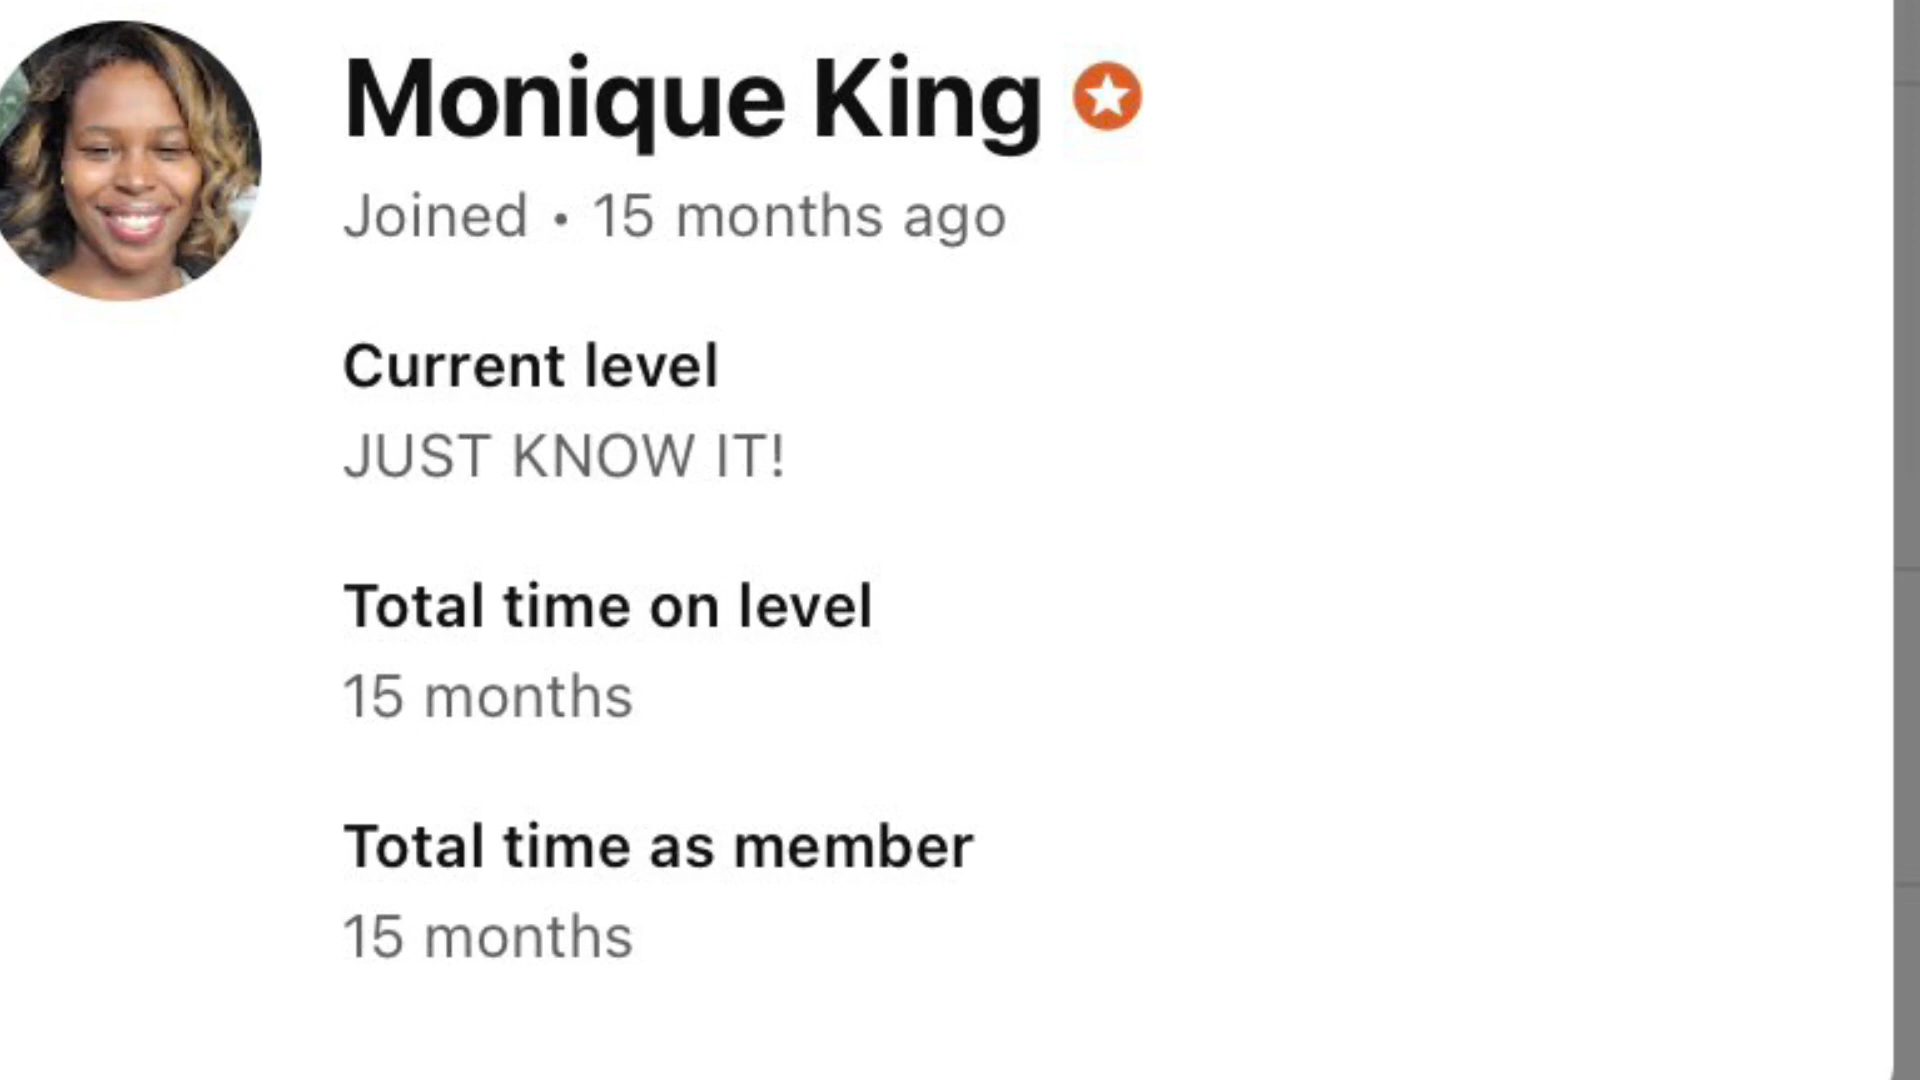 Monique King
Joined • 15 months ago
Current level
JUST KNOW IT!
Total time on level
15 months
Total time as member
15 months